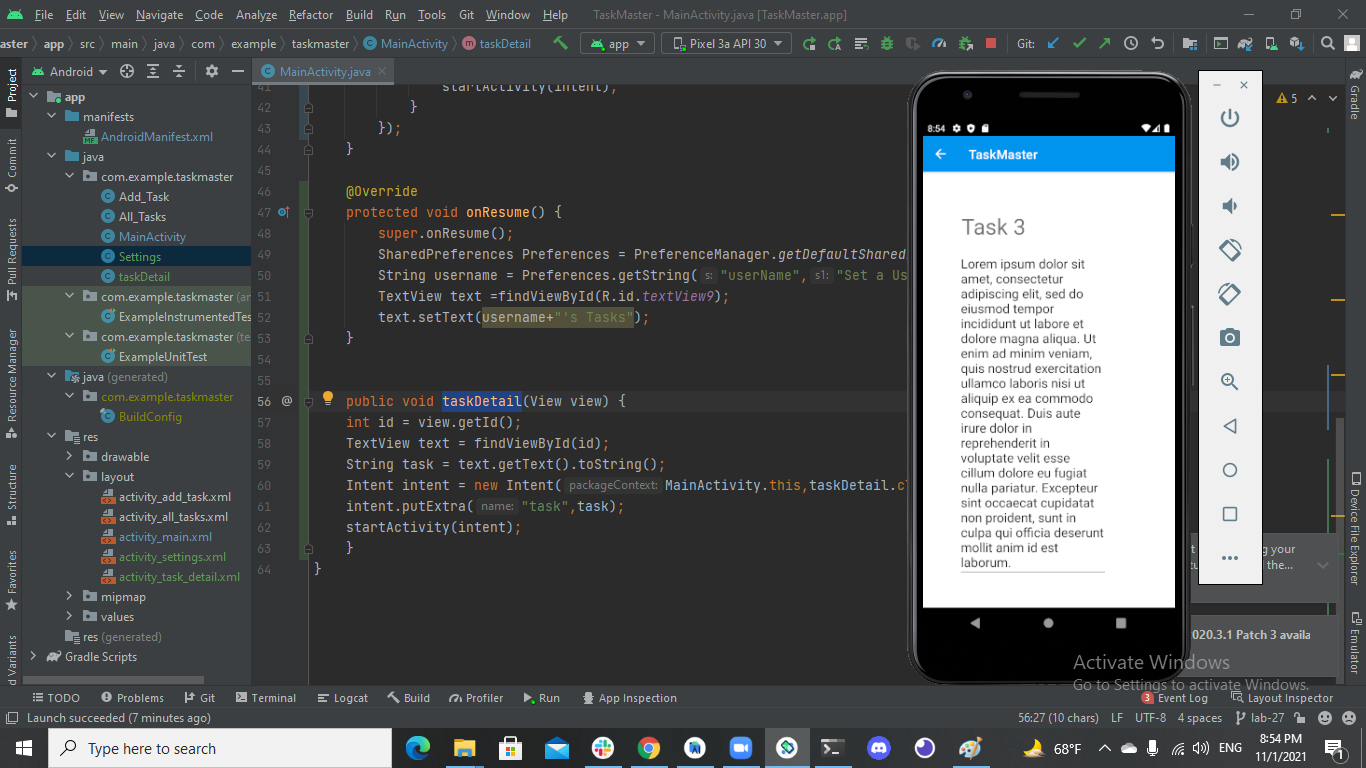 File Edit View Navigate Code Analyze Refactor Build Run Tools Git Window Help TaskMaster - MainActivity.java [TaskMaster.app]
aster app src main java com example taskmaster MainActivity taskDetail app Pixel 3a API 30 Git:
Project
Commit
Pull Requests
Resource Manager
Structure
Favorites
d Variants
Android
app
manifests
AndroidManifest.xml
java
com.example.taskmaster
Add_Task
All_Tasks
MainActivity
Settings
taskDetail
com.example.taskmaster (an
ExampleInstrumentedTes
com.example.taskmaster (te
ExampleUnitTest
java (generated)
com.example.taskmaster
BuildConfig
res
drawable
layout
activity_add_task.xml
activity_all_tasks.xml
activity_main.xml
activity_settings.xml
activity_task_detail.xml
mipmap
values
res (generated)
Gradle Scripts
MainActivity.java
5
41 startActivity(intent);
42 }
43 });
44 }
45
46 @Override
47 protected void onResume() {
48 super.onResume();
49 SharedPreferences Preferences = PreferenceManager.getDefaultShared
50 String username = Preferences.getString( s: "userName", s1: "Set a Us
51 TextView text =findViewById(R.id.textView9);
52 text.setText(username+"'s Tasks");
53 }
54
55
56 public void taskDetail(View view) {
57 int id = view.getId();
58 TextView text = findViewById(id);
59 String task = text.getText().toString();
60 Intent intent = new Intent( packageContext: MainActivity.this,taskDetail.cl
61 intent.putExtra( name: "task",task);
62 startActivity(intent);
63 }
64 }
8:54
TaskMaster
Task 3
Lorem ipsum dolor sit
amet, consectetur
adipiscing elit, sed do
eiusmod tempor
incididunt ut labore et
dolore magna aliqua. Ut
enim ad minim veniam,
quis nostrud exercitation
ullamco laboris nisi ut
aliquip ex ea commodo
consequat. Duis aute
irure dolor in
reprehenderit in
voluptate velit esse
cillum dolore eu fugiat
nulla pariatur. Excepteur
sint occaecat cupidatat
non proident, sunt in
culpa qui officia deserunt
mollit anim id est
laborum.
Gradle
Device File Explorer
Emulator
the...
020.3.1 Patch 3 availa
Activate Windows
Go to Settings to activate Windows.
TODO Problems Git Terminal Logcat Build Profiler Run App Inspection 3 Event Log Layout Inspector
Launch succeeded (7 minutes ago) 56:27 (10 chars) LF UTF-8 4 spaces lab-27
Type here to search 68°F ENG 8:54 PM
11/1/2021 1